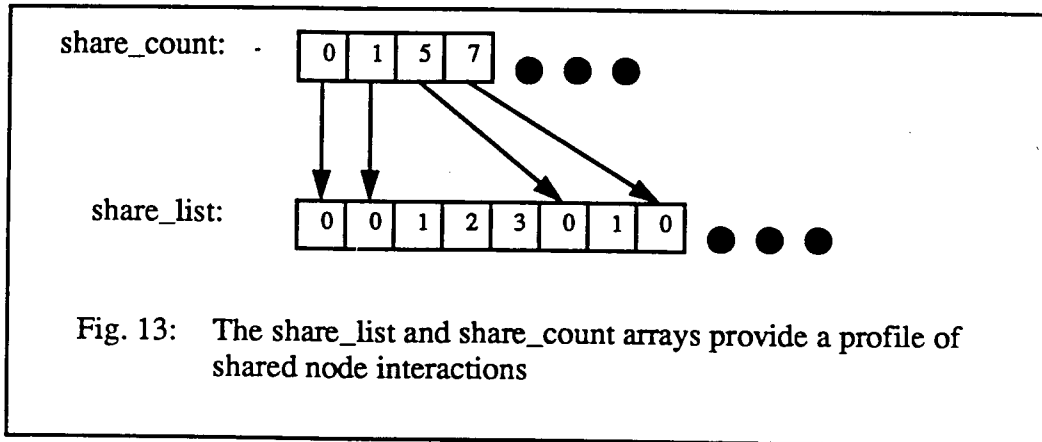 share_count:
0 1 5 7
share_list:
0 0 1 2 3 0 1 0
Fig. 13: The share_list and share_count arrays provide a profile of
shared node interactions